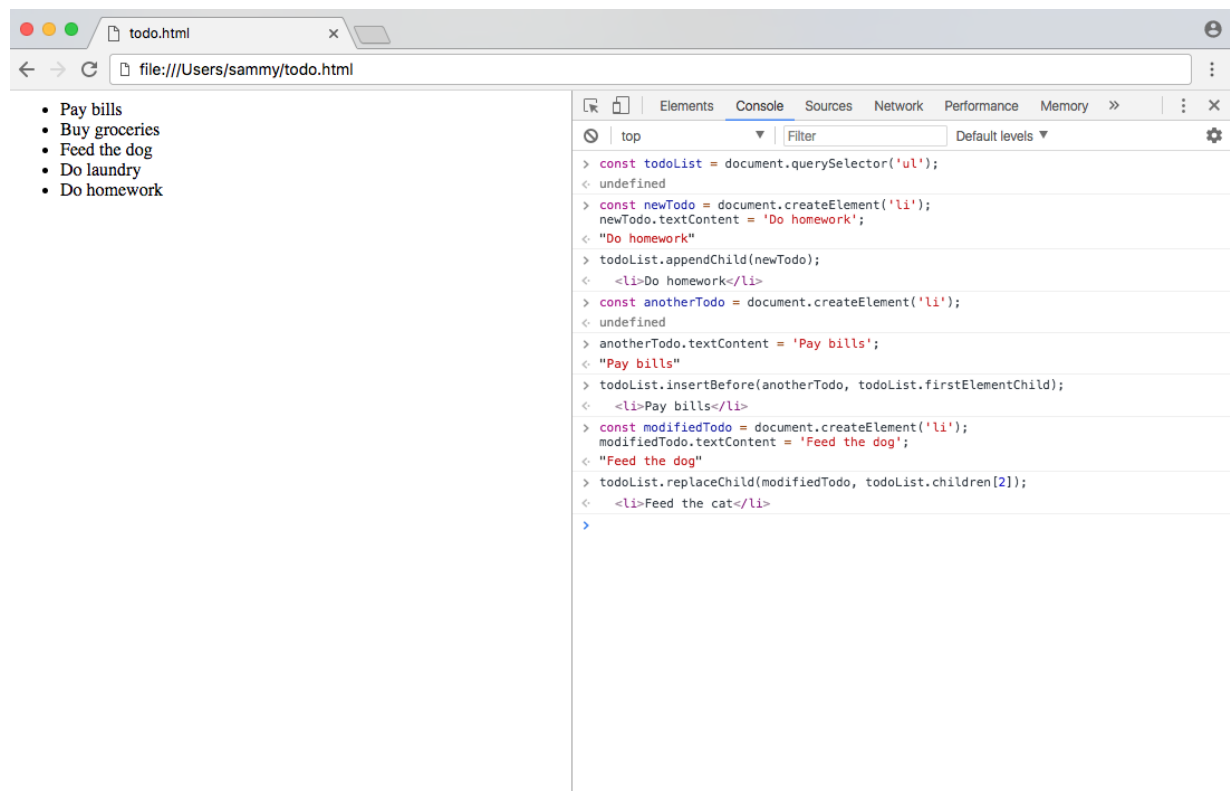 todo.html
file:///Users/sammy/todo.html
• Pay bills
• Buy groceries
• Feed the dog
• Do laundry
• Do homework
Elements Console Sources Network Performance Memory »
top Filter Default levels
> const todoList = document.querySelector('ul');
undefined
> const newTodo = document.createElement('li');
newTodo.textContent = 'Do homework';
"Do homework"
> todoList.appendChild(newTodo);
<li>Do homework</li>
> const anotherTodo = document.createElement('li');
undefined
> anotherTodo.textContent = 'Pay bills';
"Pay bills"
> todoList.insertBefore(anotherTodo, todoList.firstElementChild);
<li>Pay bills</li>
> const modifiedTodo = document.createElement('li');
modifiedTodo.textContent = 'Feed the dog';
"Feed the dog"
> todoList.replaceChild(modifiedTodo, todoList.children[2]);
<li>Feed the cat</li>
>